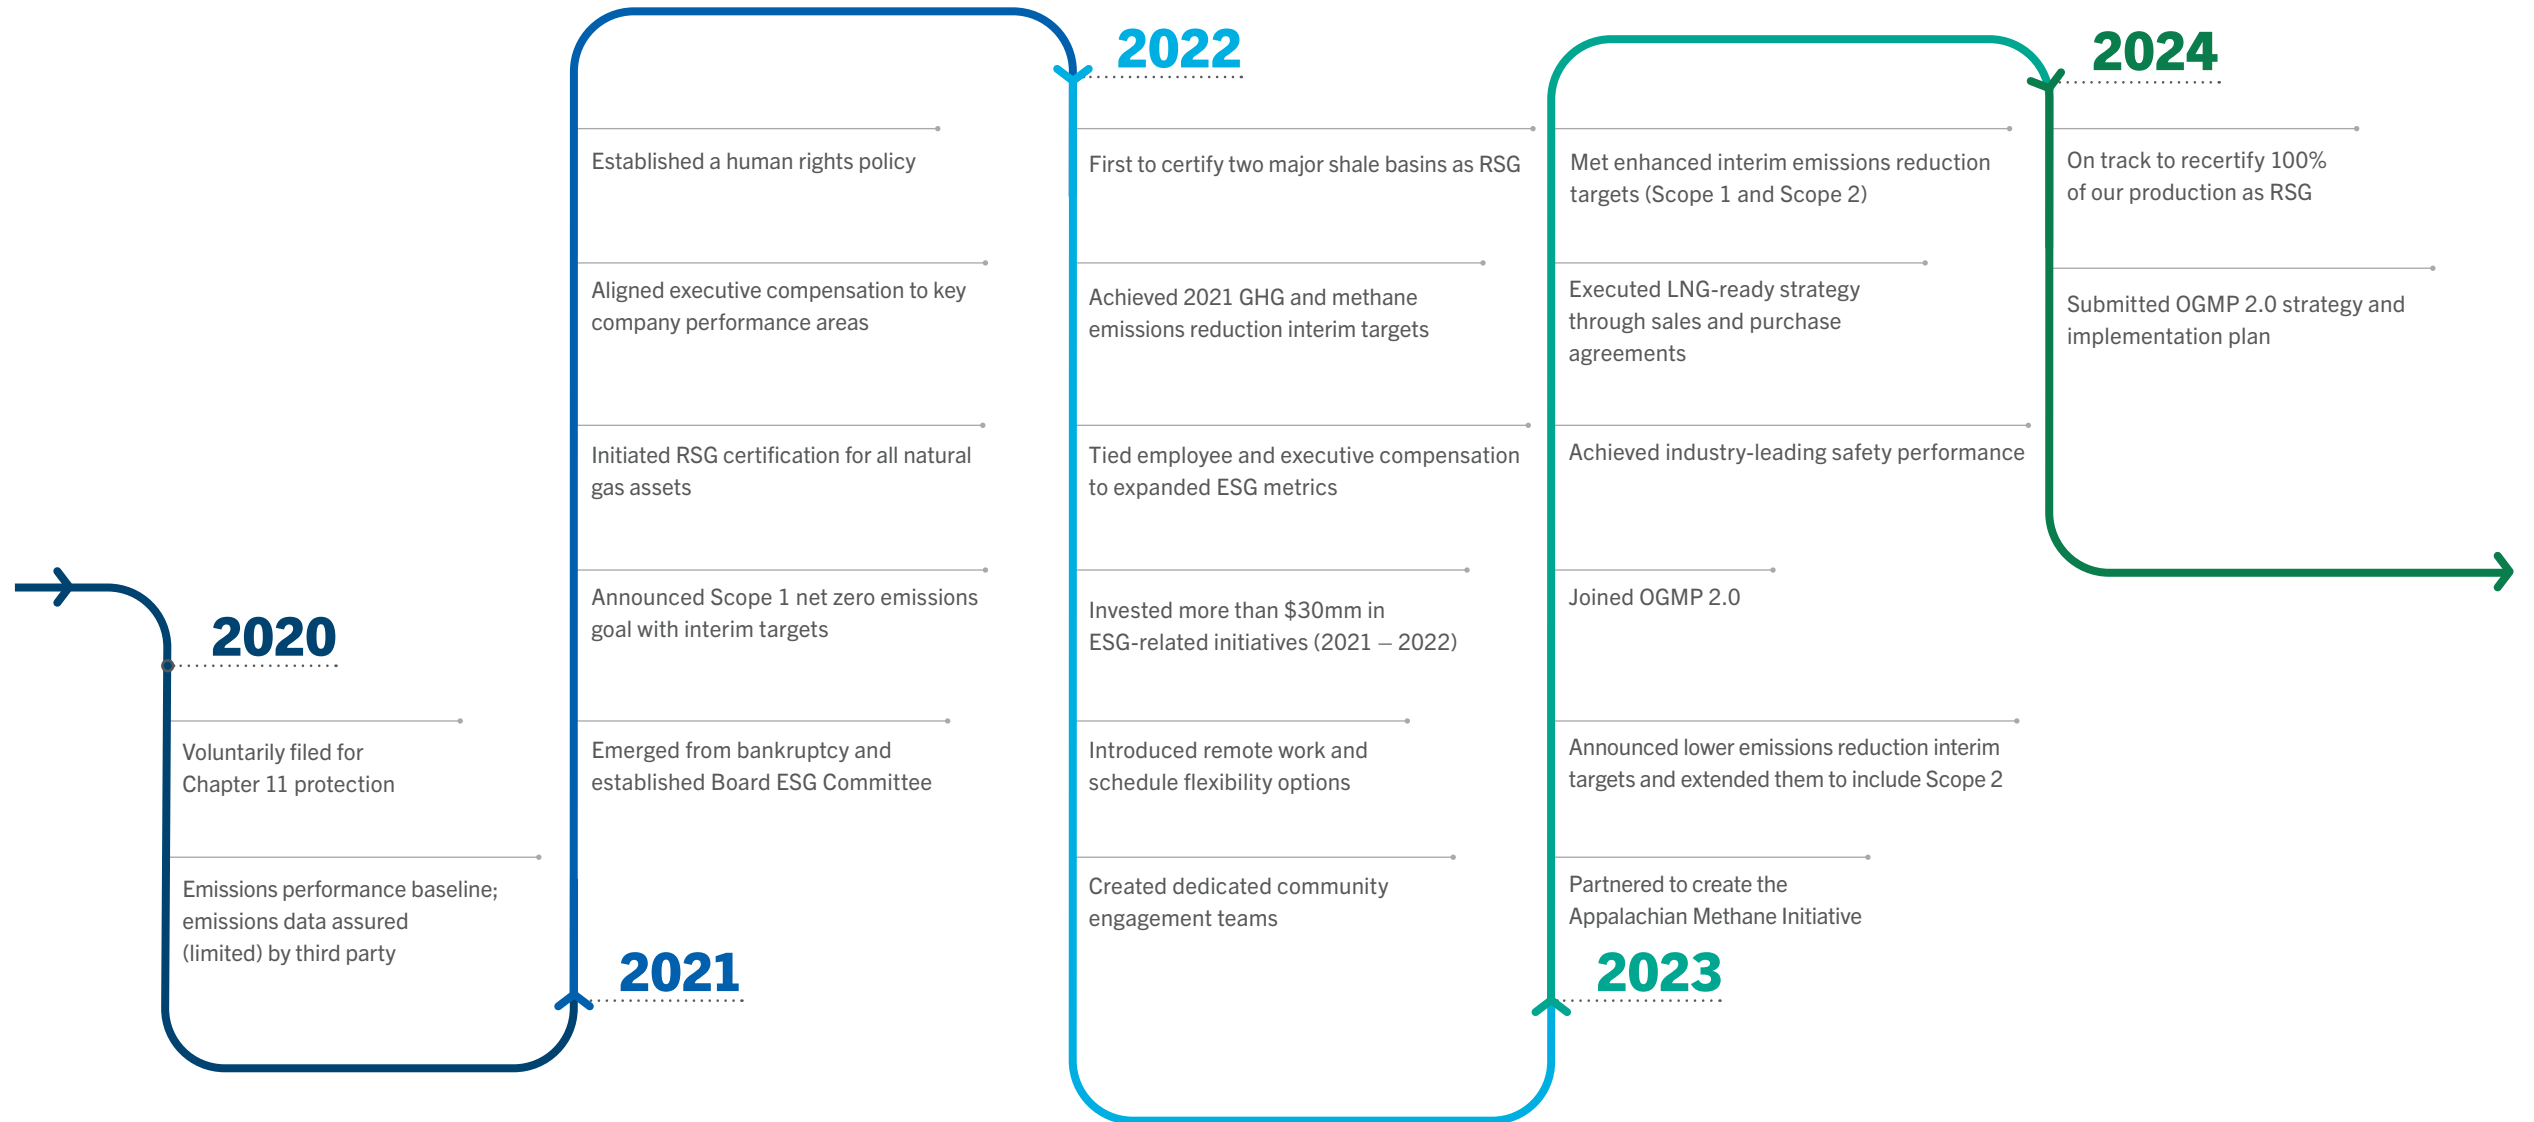 2020
Voluntarily filed for
Chapter 11 protection
Emissions performance baseline;
emissions data assured
(limited) by third party
2021
Established a human rights policy
Aligned executive compensation to key
company performance areas
Initiated RSG certification for all natural
gas assets
Announced Scope 1 net zero emissions
goal with interim targets
Emerged from bankruptcy and
established Board ESG Committee
2022
First to certify two major shale basins as RSG
Achieved 2021 GHG and methane
emissions reduction interim targets
Tied employee and executive compensation
to expanded ESG metrics
Invested more than $30mm in
ESG-related initiatives (2021 – 2022)
Introduced remote work and
schedule flexibility options
Created dedicated community
engagement teams
2023
Met enhanced interim emissions reduction
targets (Scope 1 and Scope 2)
Executed LNG-ready strategy
through sales and purchase
agreements
Achieved industry-leading safety performance
Joined OGMP 2.0
Announced lower emissions reduction interim
targets and extended them to include Scope 2
Partnered to create the
Appalachian Methane Initiative
2024
On track to recertify 100%
of our production as RSG
Submitted OGMP 2.0 strategy and
implementation plan